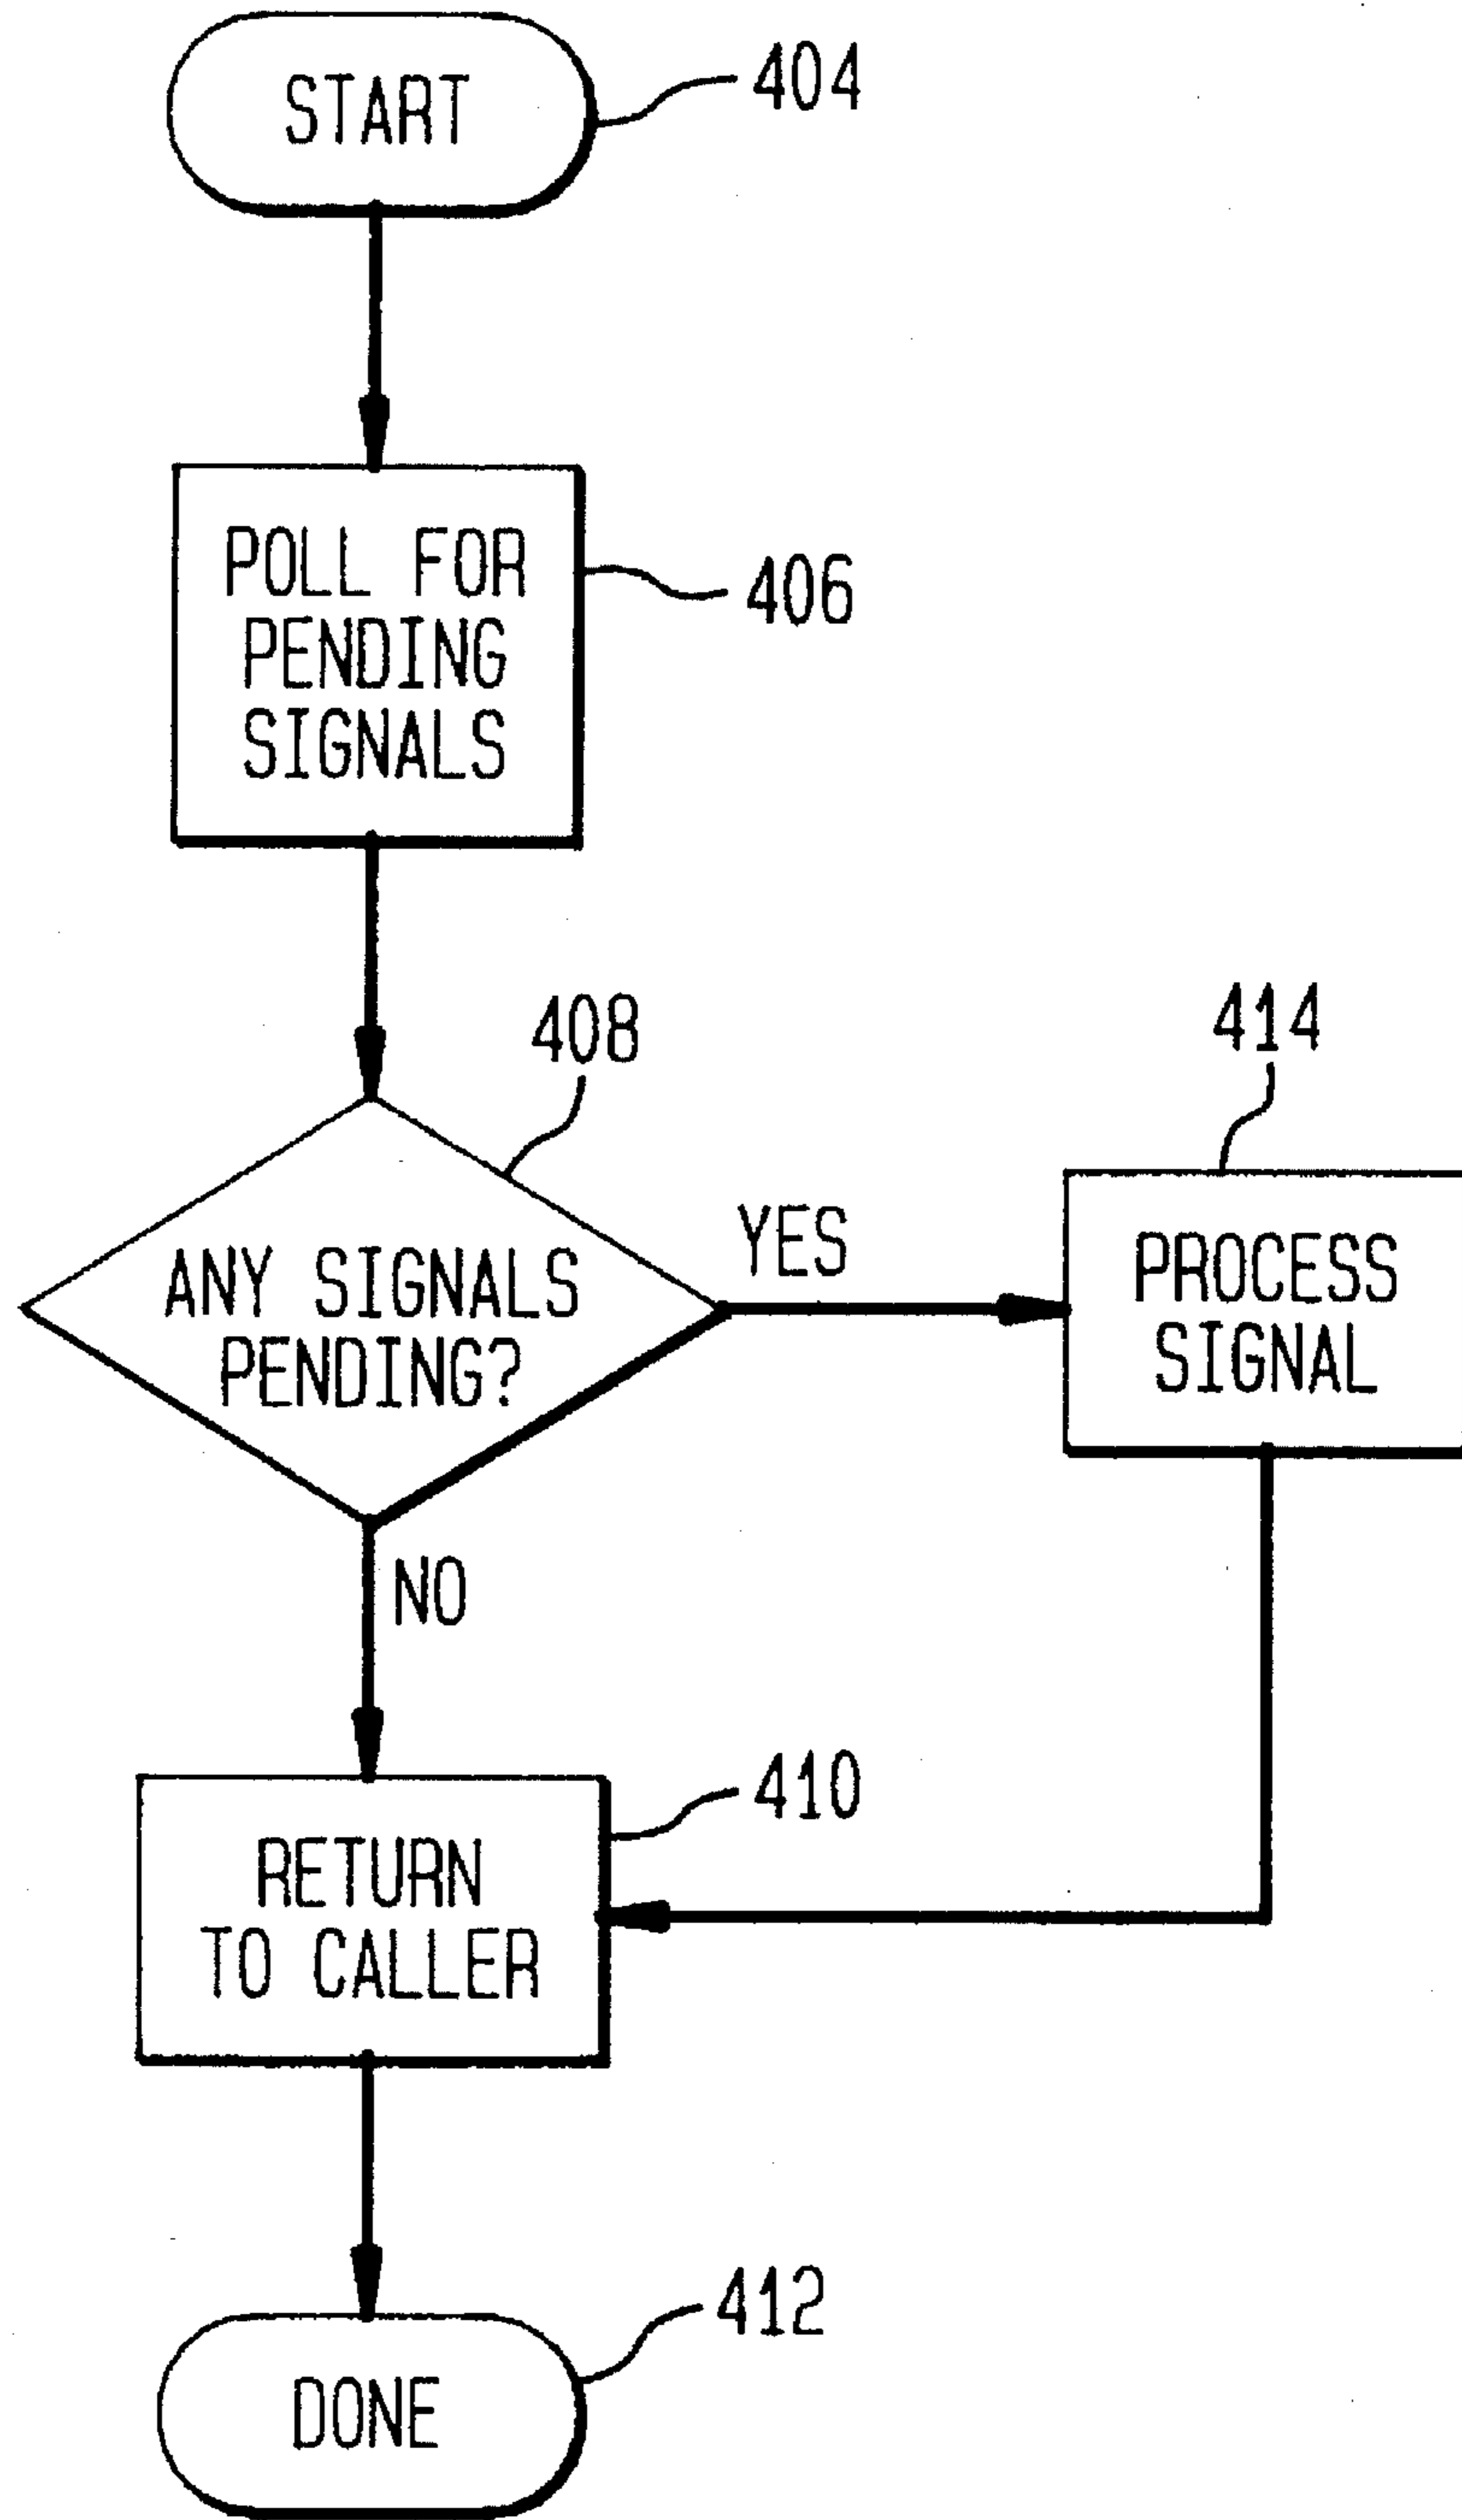 START
404
POLL FOR
PENDING
SIGNALS
406
408
414
ANY SIGNALS
PENDING?
YES
PROCESS
SIGNAL
NO
410
RETURN
TO CALLER
412
DONE